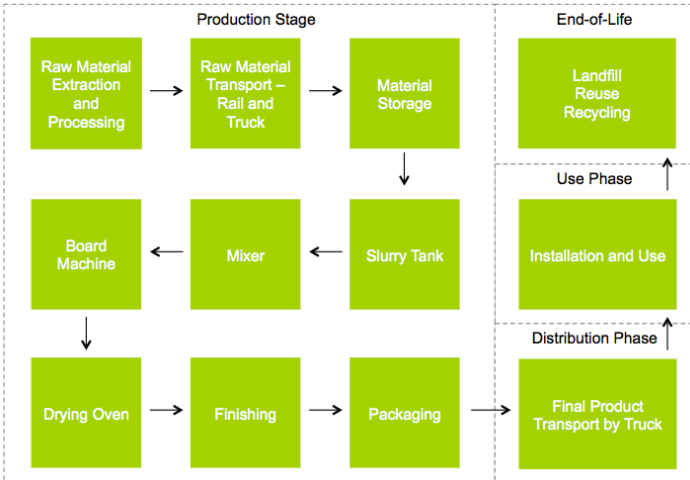 Production Stage
End-of-Life
Raw Material
Extraction
and
Processing
Raw Material
Transport –
Rail and
Truck
Material
Storage
Landfill
Reuse
Recycling
Use Phase
Board
Machine
Mixer
Slurry Tank
Installation and Use
Distribution Phase
Drying Oven
Finishing
Packaging
Final Product
Transport by Truck